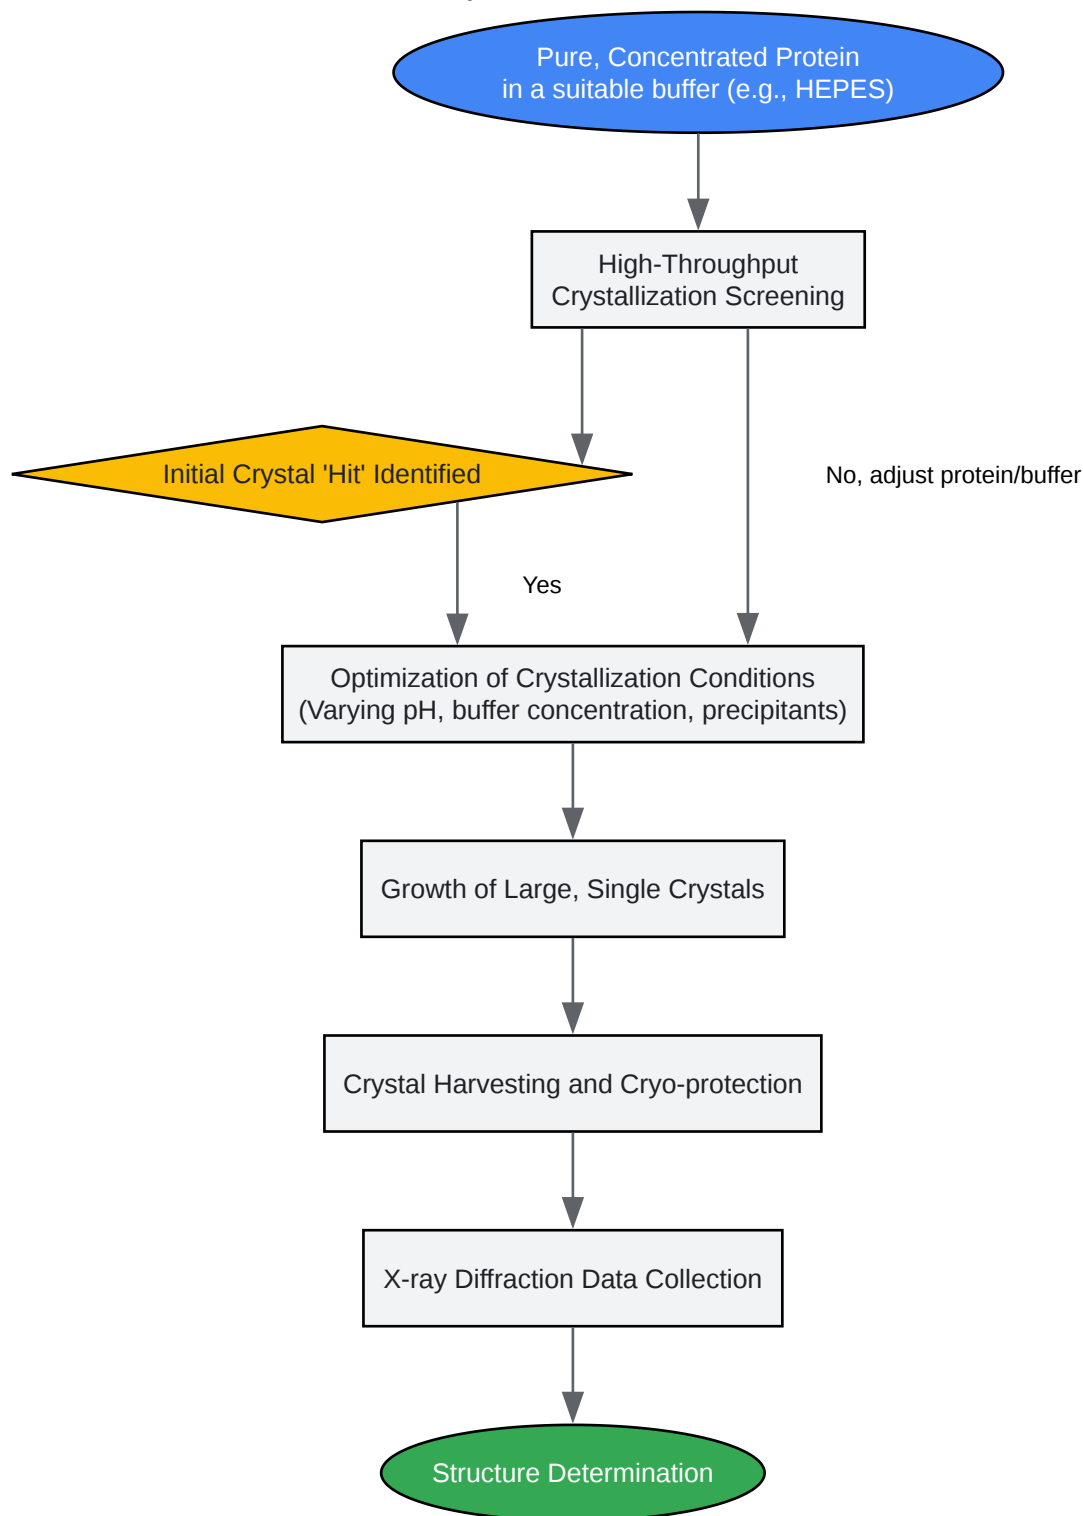 Pure, Concentrated Protein
in a suitable buffer (e.g., HEPES)
High-Throughput
Crystallization Screening
Initial Crystal 'Hit' Identified
No, adjust protein/buffer
Yes
Optimization of Crystallization Conditions
(Varying pH, buffer concentration, precipitants)
Growth of Large, Single Crystals
Crystal Harvesting and Cryo-protection
X-ray Diffraction Data Collection
Structure Determination